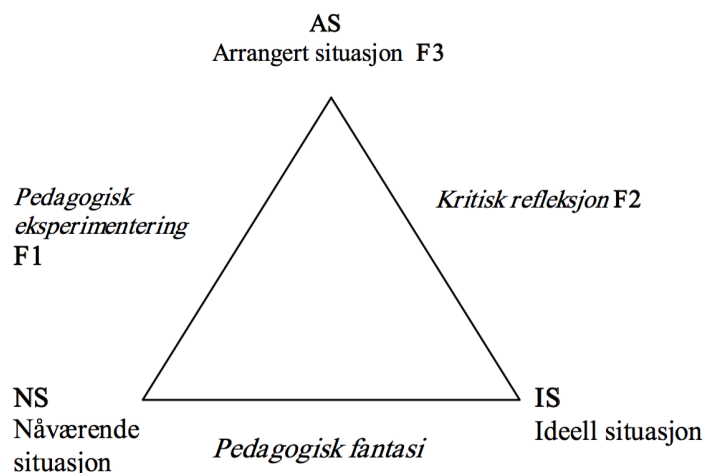 AS
Arrangert situasjon F3
Pedagogisk
eksperimentering
F1
Kritisk refleksjon F2
NS
Nåværende
situasjon
Pedagogisk fantasi
IS
Ideell situasjon